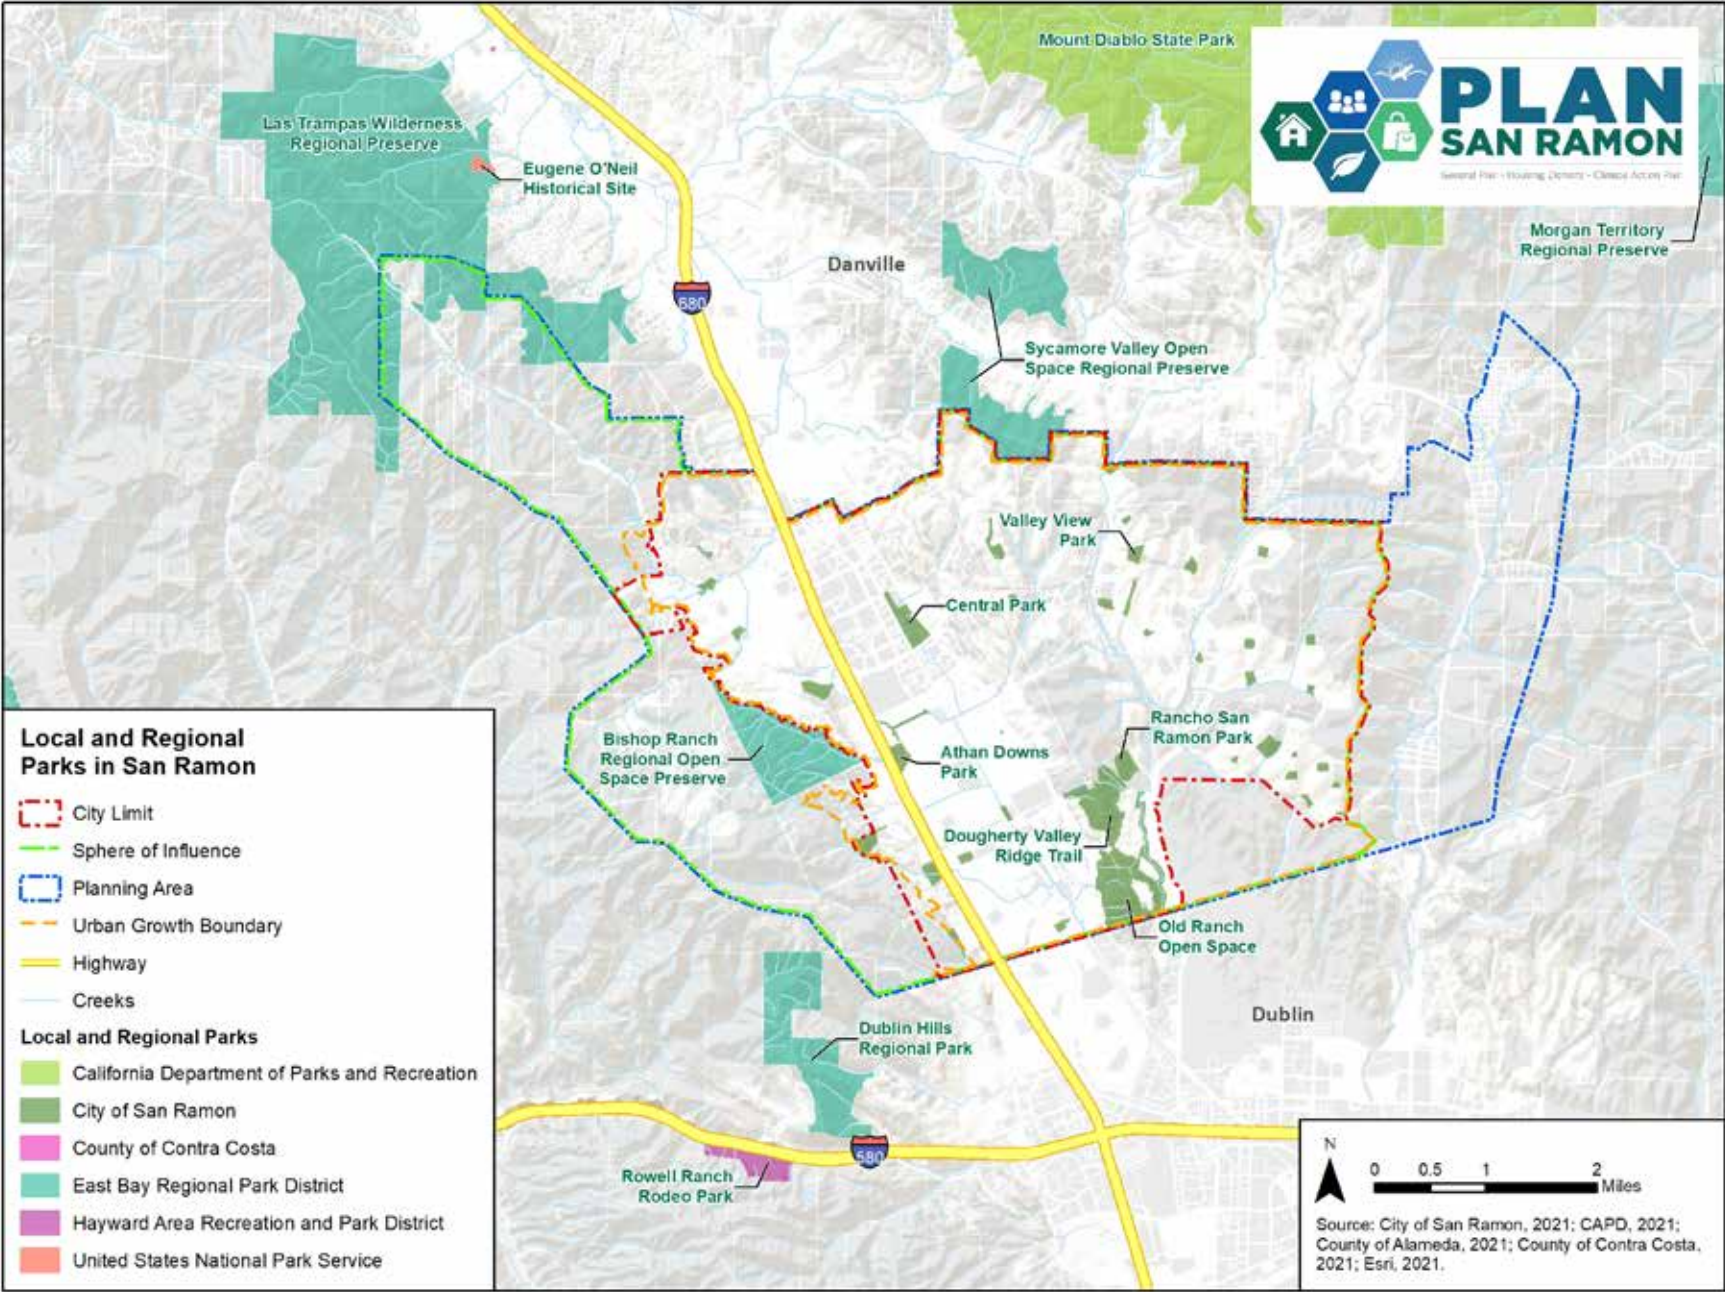 Mount Diablo State Park
PLAN
SAN RAMON
General Plan • Housing Element • Climate Action Plan
Las Trampas Wilderness
Regional Preserve
Eugene O'Neil
Historical Site
Morgan Territory
Regional Preserve
Danville
680
Sycamore Valley Open
Space Regional Preserve
Valley View
Park
Central Park
Rancho San
Ramon Park
Bishop Ranch
Regional Open
Space Preserve
Athan Downs
Park
Dougherty Valley
Ridge Trail
Old Ranch
Open Space
Dublin
Dublin Hills
Regional Park
580
Rowell Ranch
Rodeo Park
Local and Regional
Parks in San Ramon
City Limit
Sphere of Influence
Planning Area
Urban Growth Boundary
Highway
Creeks
Local and Regional Parks
California Department of Parks and Recreation
City of San Ramon
County of Contra Costa
East Bay Regional Park District
Hayward Area Recreation and Park District
United States National Park Service
N
0 0.5 1 2
Miles
Source: City of San Ramon, 2021; CAPD, 2021;
County of Alameda, 2021; County of Contra Costa,
2021; Esri, 2021.